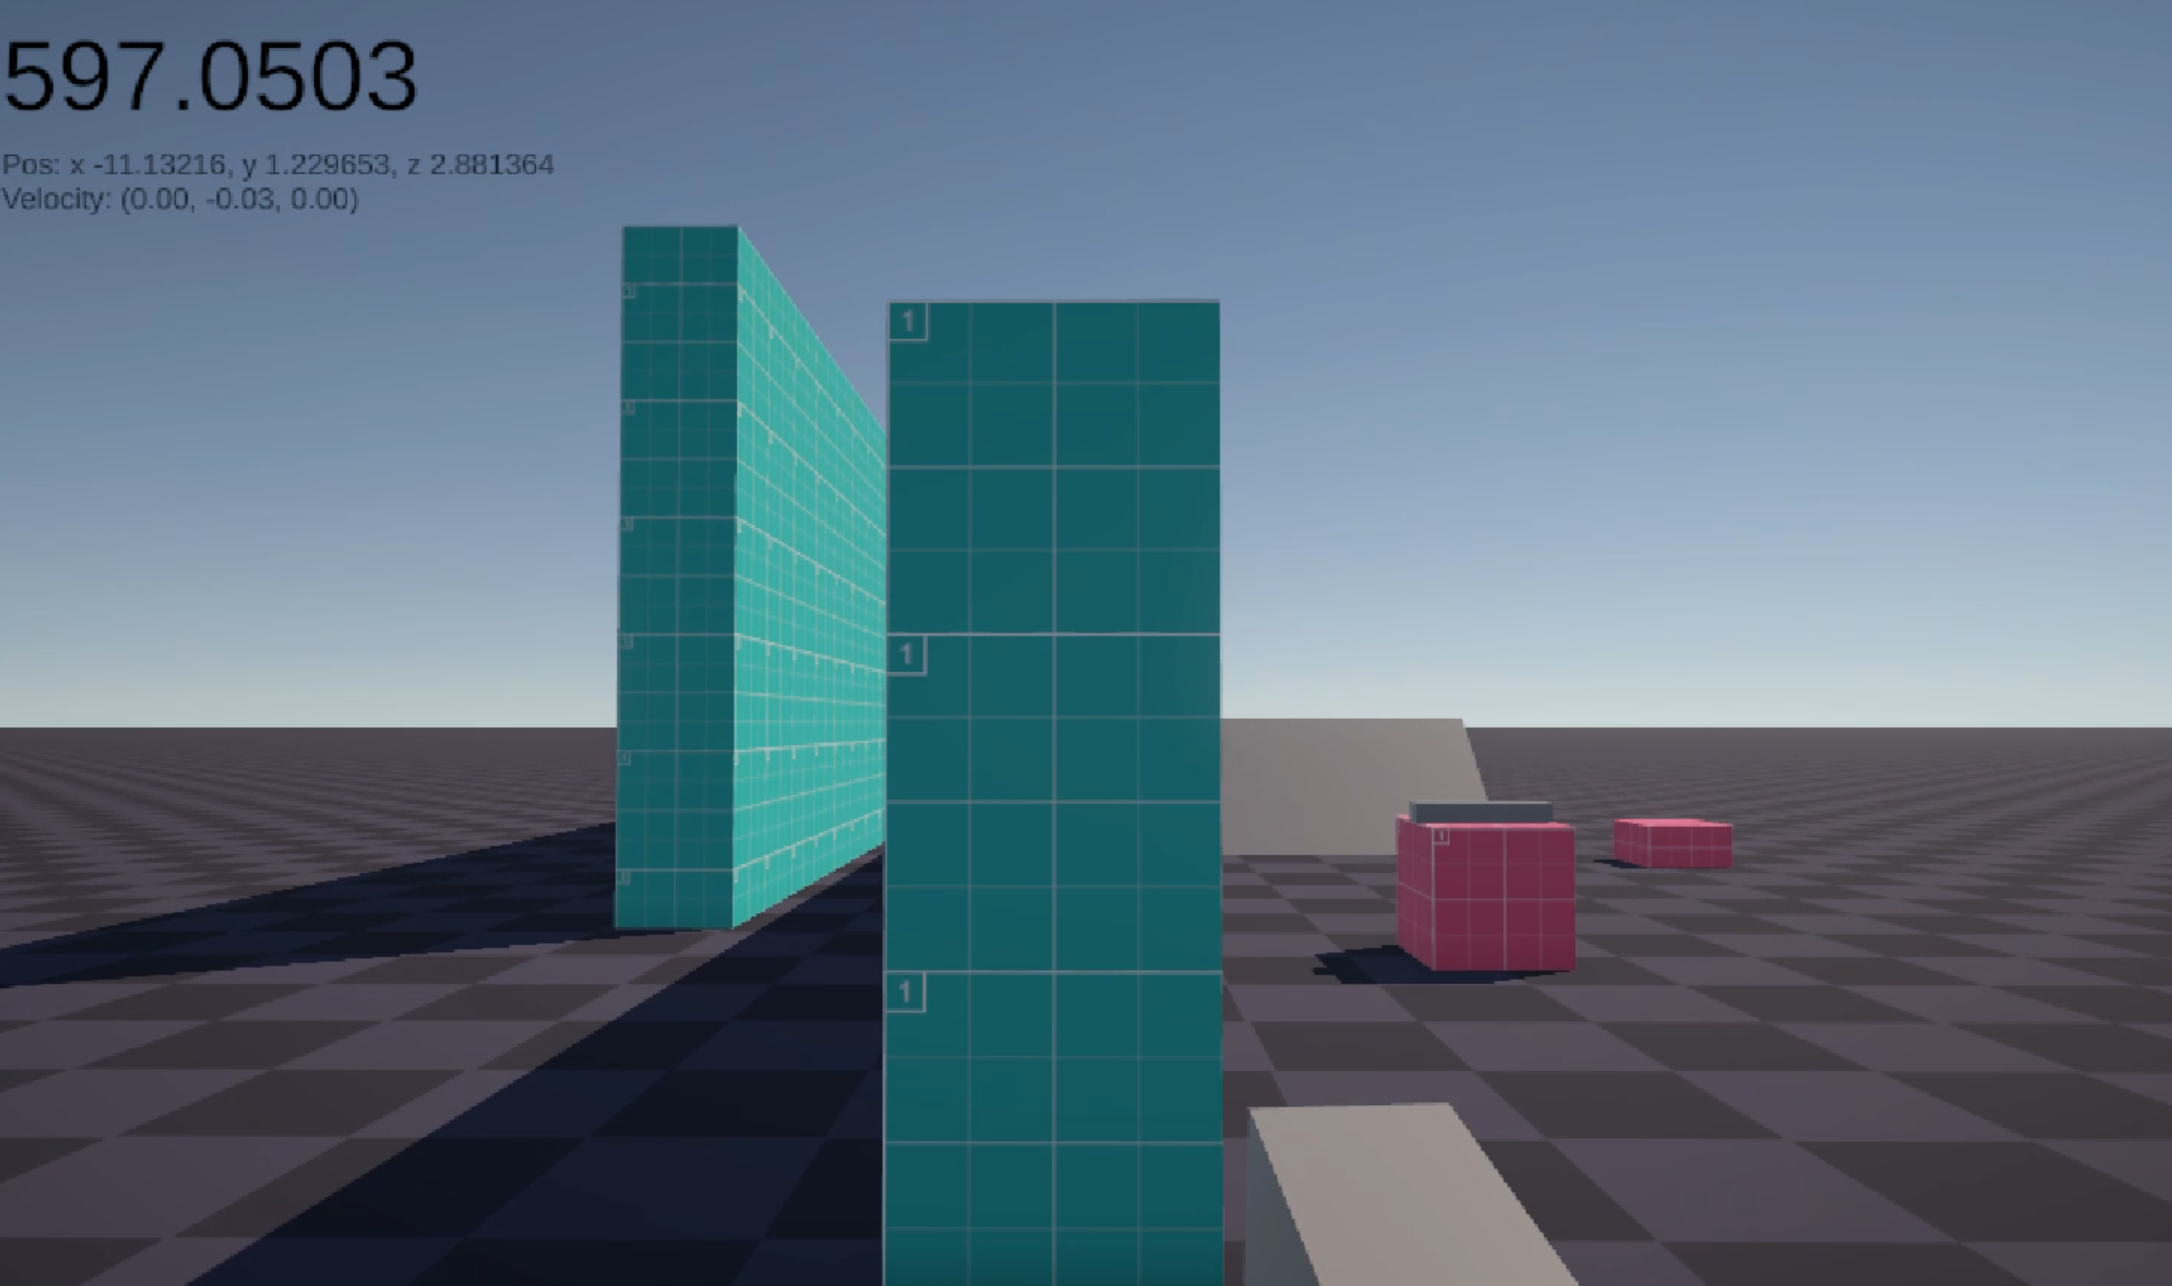 597.0503
Pos: x -11.13216, y 1.229653, z 2.881364
Velocity: (0.00, -0.03, 0.00)
1
1
1
1